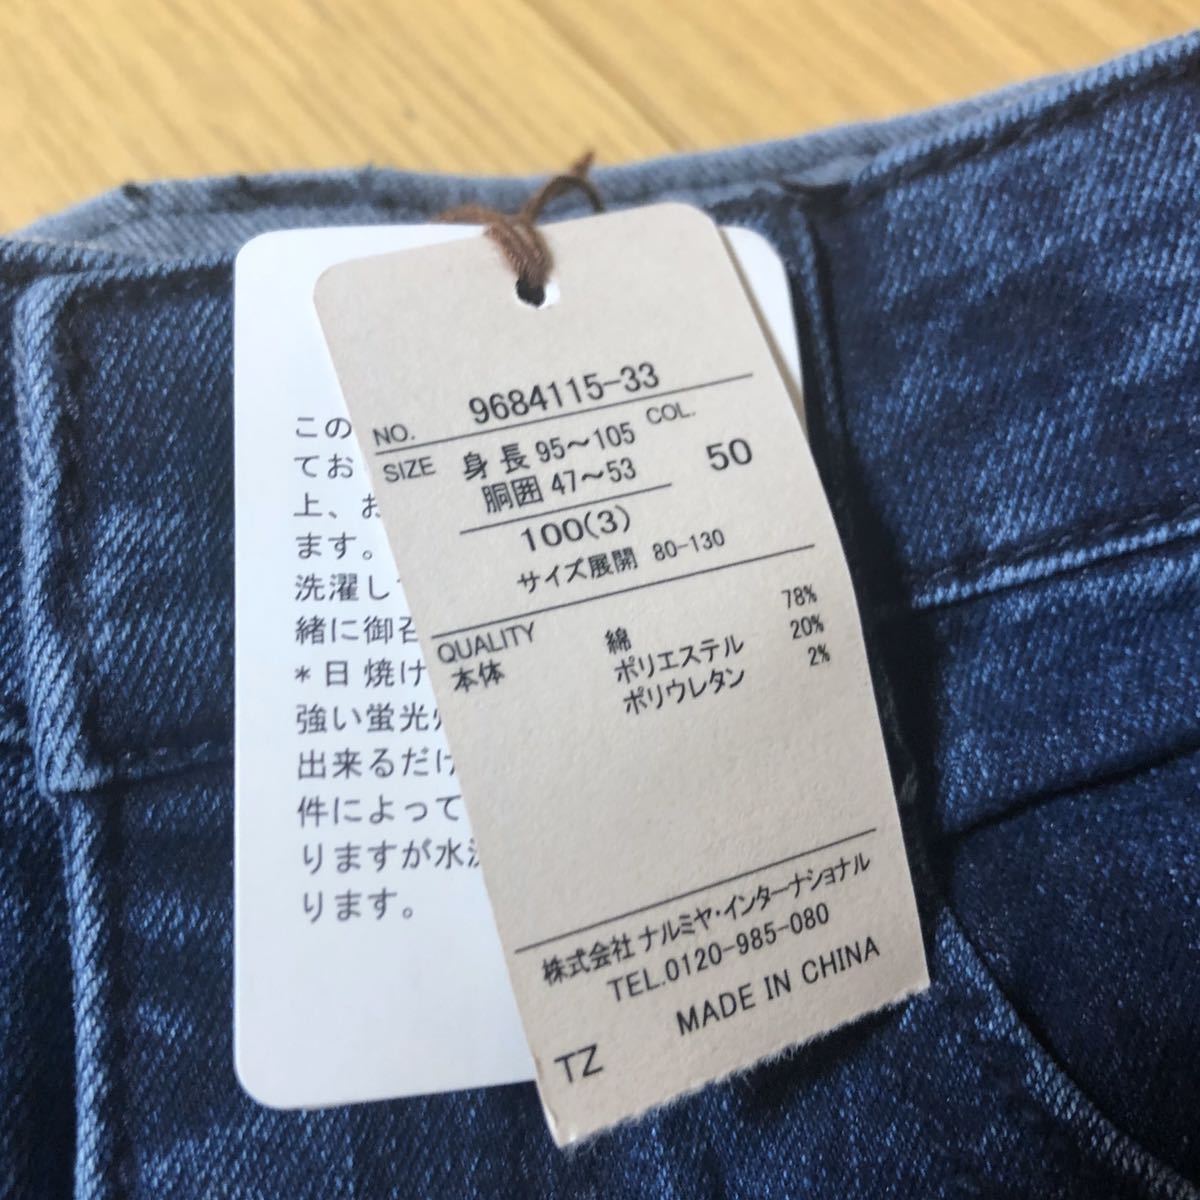 NO. 9684115-33
SIZE 身長 95～105 COL.
胴囲 47～53 50
100(3)
サイズ展開 80-130
QUALITY
本体 綿 78%
ポリエステル 20%
ポリウレタン 2%
株式会社 ナルミヤ・インターナショナル
TEL.0120-985-080
MADE IN CHINA
TZ
この
てお
上、お
ます。
洗濯し
緒に御召
*日焼け
強い蛍光
出来るだけ
件によって
りますが水
ります。